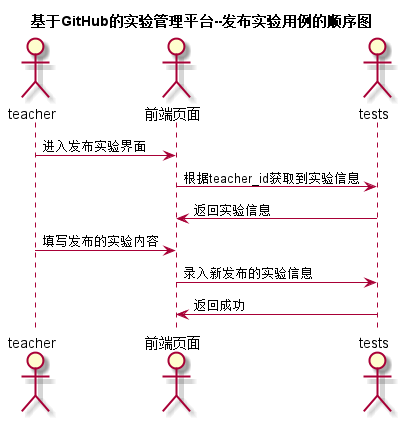 基于GitHub的实验管理平台--发布实验用例的顺序图
teacher 前端页面 tests
进入发布实验界面
根据teacher_id获取到实验信息
返回实验信息
填写发布的实验内容
录入新发布的实验信息
返回成功
teacher 前端页面 tests